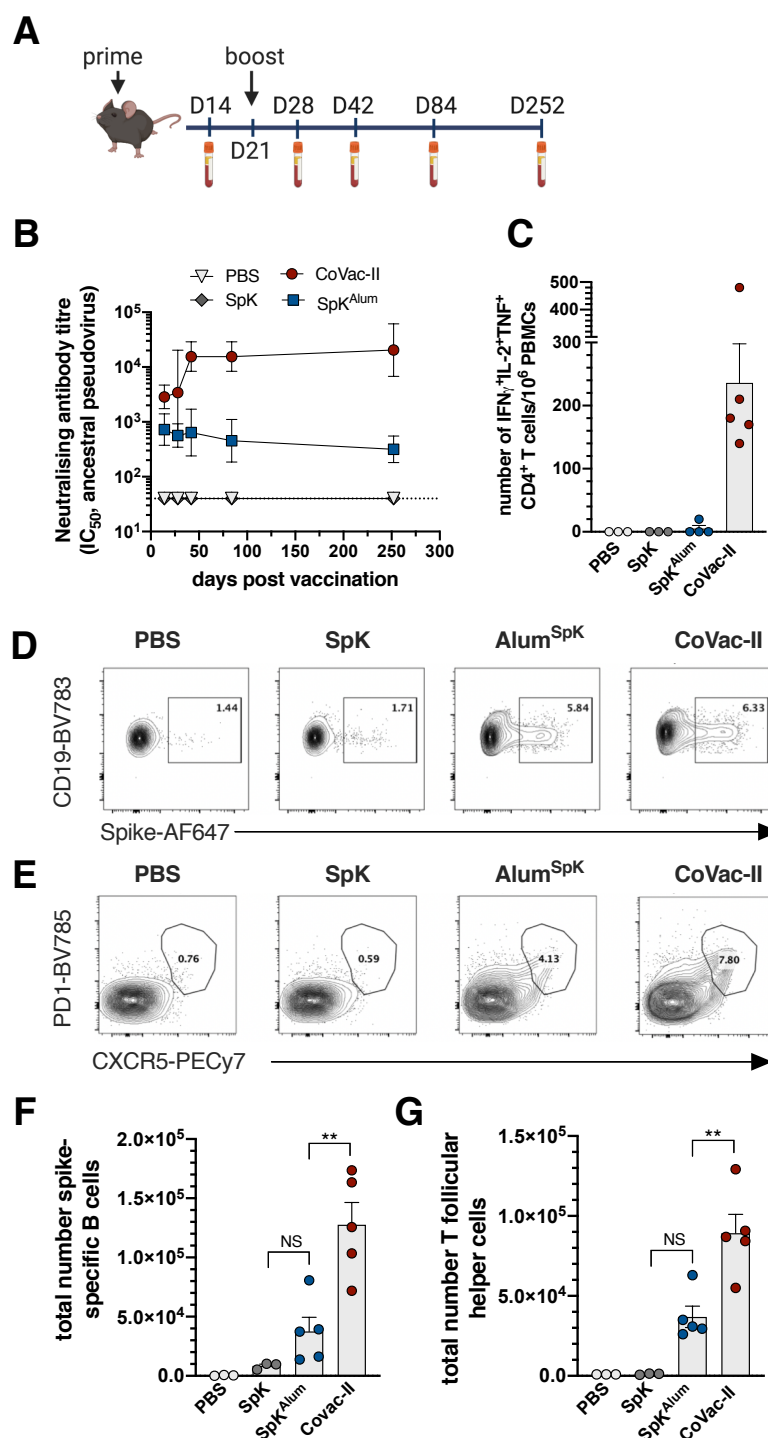 A
prime
boost
D14
D28
D42
D84
D252
D21
B
PBS
CoVac-II
SpK
SpK^Alum
Neutralising antibody titre
(IC50, ancestral pseudovirus)
10^5
10^4
10^3
10^2
10^1
0
50
100
150
200
250
300
days post vaccination
C
number of IFNγ+IL-2+TNF+
CD4+ T cells/10^6 PBMCs
500
400
300
200
100
0
PBS
SpK
SpK^Alum
CoVac-II
D
PBS
SpK
Alum^SpK
CoVac-II
CD19-BV783
1.44
1.71
5.84
6.33
Spike-AF647
E
PBS
SpK
Alum^SpK
CoVac-II
PD1-BV785
0.76
0.59
4.13
7.80
CXCR5-PECy7
F
total number spike-
specific B cells
2.0×10^5
1.5×10^5
1.0×10^5
5.0×10^4
0.0
NS
**
PBS
SpK
SpK^Alum
Covac-II
G
total number T follicular
helper cells
1.5×10^5
1.0×10^5
5.0×10^4
0.0
NS
**
PBS
SpK
SpK^Alum
CoVac-II